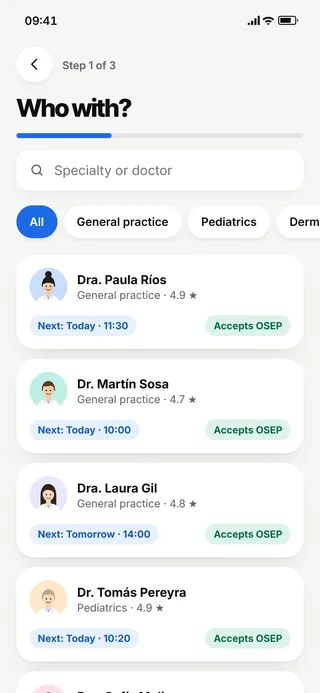 09:41
Step 1 of 3
Who with?
Specialty or doctor
All
General practice
Pediatrics
Derm
Dra. Paula Ríos
General practice · 4.9 ★
Next: Today · 11:30
Accepts OSEP
Dr. Martín Sosa
General practice · 4.7 ★
Next: Today · 10:00
Accepts OSEP
Dra. Laura Gil
General practice · 4.8 ★
Next: Tomorrow · 14:00
Accepts OSEP
Dr. Tomás Pereyra
Pediatrics · 4.9 ★
Next: Today · 10:20
Accepts OSEP